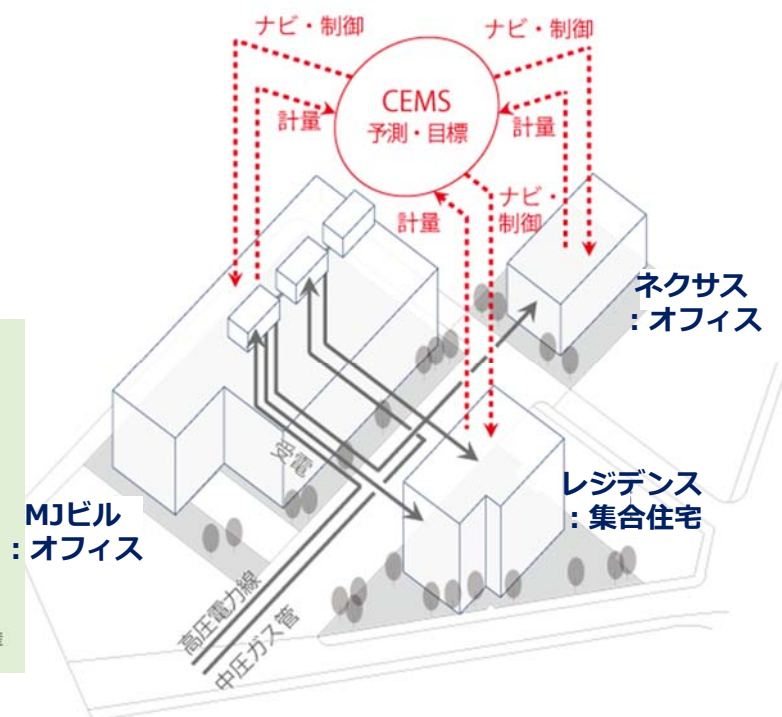 ナビ・制御
ナビ・制御
CEMS
予測・目標
計量
計量
計量
ナビ・
制御
ネクサス
：オフィス
受電
レジデンス
：集合住宅
MJビル
：オフィス
高圧電力線
中圧ガス管